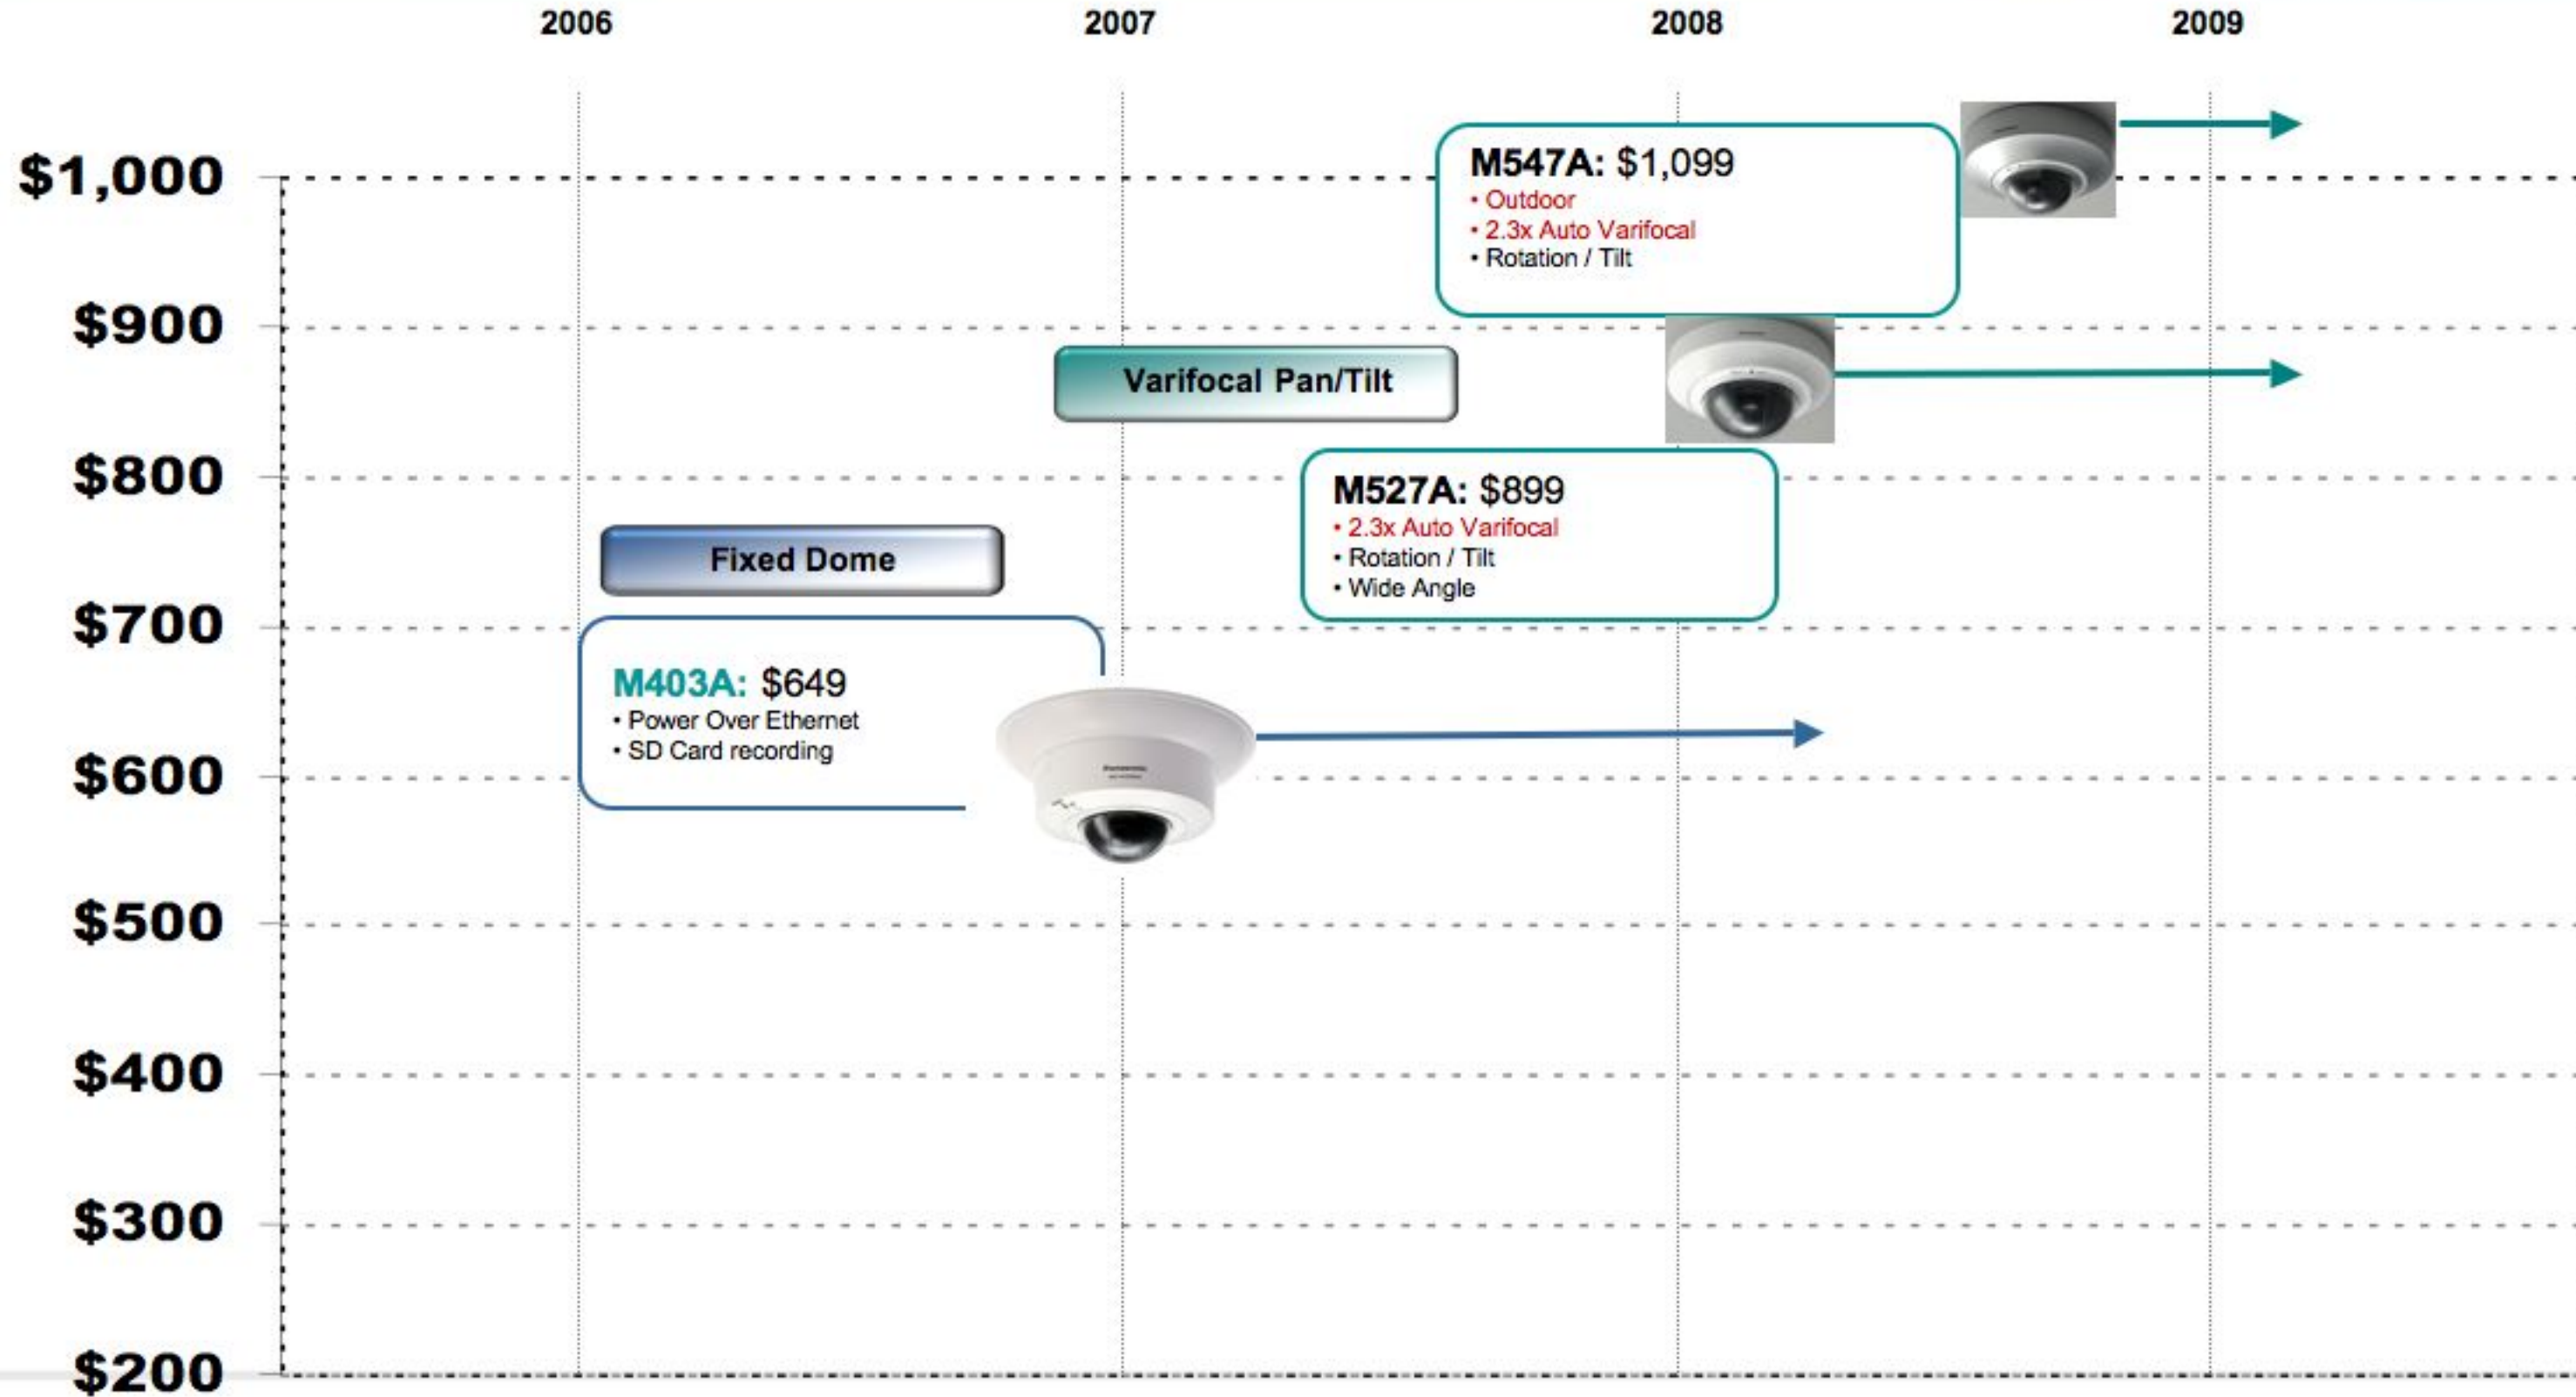 2006 2007 2008 2009
$1,000
M547A: $1,099
• Outdoor
• 2.3x Auto Varifocal
• Rotation / Tilt
$900
Varifocal Pan/Tilt
$800
M527A: $899
• 2.3x Auto Varifocal
• Rotation / Tilt
• Wide Angle
Fixed Dome
$700
M403A: $649
• Power Over Ethernet
• SD Card recording
$600
Panasonic
$500
$400
$300
$200